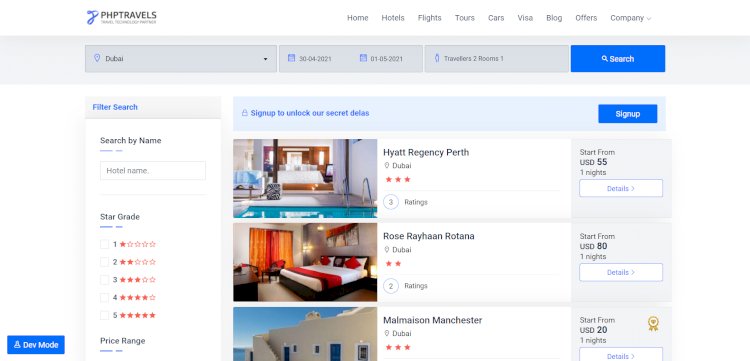 PHPTRAVELS
TRAVEL TECHNOLOGY PARTNER
Home Hotels Flights Tours Cars Visa Blog Offers Company
Dubai
30-04-2021
01-05-2021
Travellers 2 Rooms 1
Search
Filter Search
Search by Name
Hotel name.
Star Grade
1
2
3
4
5
Price Range
Dev Mode
Signup to unlock our secret delas
Signup
Hyatt Regency Perth
Dubai
3 Ratings
Start From
USD 55
1 nights
Details
Rose Rayhaan Rotana
Dubai
2 Ratings
Start From
USD 80
1 nights
Details
Malmaison Manchester
Dubai
Start From
USD 20
1 nights
Details